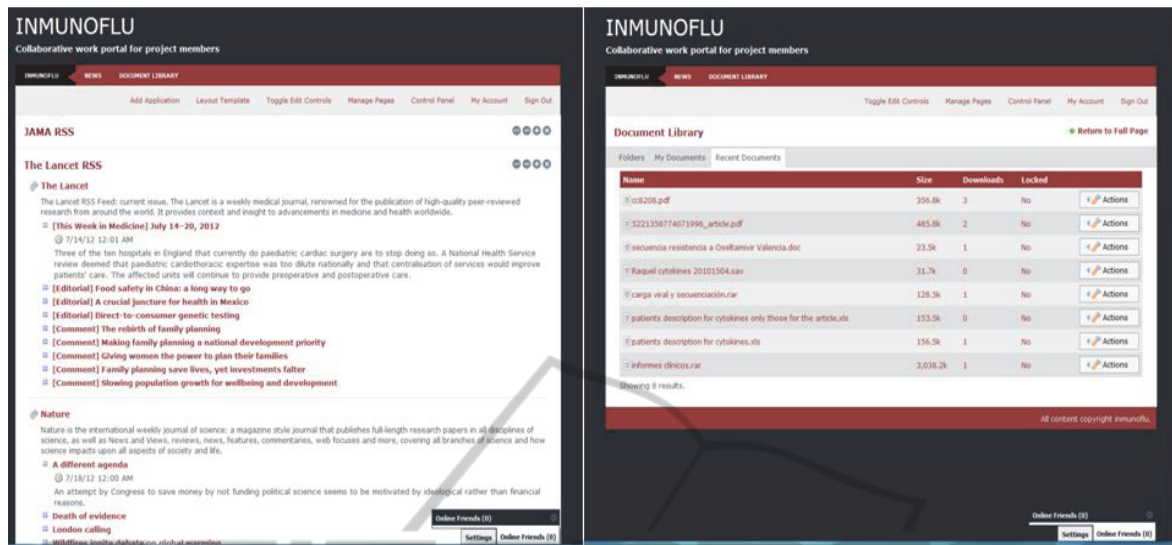 INMUNOFLU
Collaborative work portal for project members
INMUNOFLU NEWS DOCUMENT LIBRARY
Add Application Layout Template Toggle Edit Controls Manage Pages Control Panel My Account Sign Out
JAMA RSS
The Lancet RSS
The Lancet
The Lancet RSS Feed: current issue. The Lancet is a weekly medical journal, renowned for the publication of high-quality peer-reviewed
research from around the world. It provides context and insight to advancements in medicine and health worldwide.
[This Week in Medicine] July 14–20, 2012
7/14/12 12:01 AM
Three of the ten hospitals in England that currently do paediatric cardiac surgery are to stop doing so. A National Health Service
review deemed that paediatric cardiothoracic expertise was too dilute nationally and that centralisation of services would improve
patients' care. The affected units will continue to provide preoperative and postoperative care.
[Editorial] Food safety in China: a long way to go
[Editorial] A crucial juncture for health in Mexico
[Editorial] Direct-to-consumer genetic testing
[Comment] The rebirth of family planning
[Comment] Making family planning a national development priority
[Comment] Giving women the power to plan their families
[Comment] Family planning save lives, yet investments falter
[Comment] Slowing population growth for wellbeing and development
Nature
Nature is the international weekly journal of science: a magazine style journal that publishes full-length research papers in all disciplines of
science, as well as News and Views, reviews, news, features, commentaries, web focuses and more, covering all branches of science and how
science impacts upon all aspects of society and life.
A different agenda
7/18/12 12:00 AM
An attempt by Congress to save money by not funding political science seems to be motivated by ideological rather than financial
reasons.
Death of evidence
London calling
Wildfires ignite debate on global warming
Online Friends (0)
Settings Online Friends (0)
INMUNOFLU
Collaborative work portal for project members
INMUNOFLU NEWS DOCUMENT LIBRARY
Toggle Edit Controls Manage Pages Control Panel My Account Sign Out
Document Library Return to Full Page
Folders My Documents Recent Documents
Name Size Downloads Locked
cc8208.pdf 356.8k 3 No Actions
5221358774071996_article.pdf 485.8k 2 No Actions
secuencia resistencia a Oseltamivir Valencia.doc 23.5k 1 No Actions
Raquel cytokines 20101504.sav 31.7k 0 No Actions
carga viral y secuenciación.rar 128.5k 1 No Actions
patients description for cytokines only those for the article.xls 153.5k 0 No Actions
patients description for cytokines.xls 156.5k 1 No Actions
informes clinicos.rar 3,038.2k 1 No Actions
Showing 8 results.
All content copyright inmunoflu.
Online Friends (0)
Settings Online Friends (0)